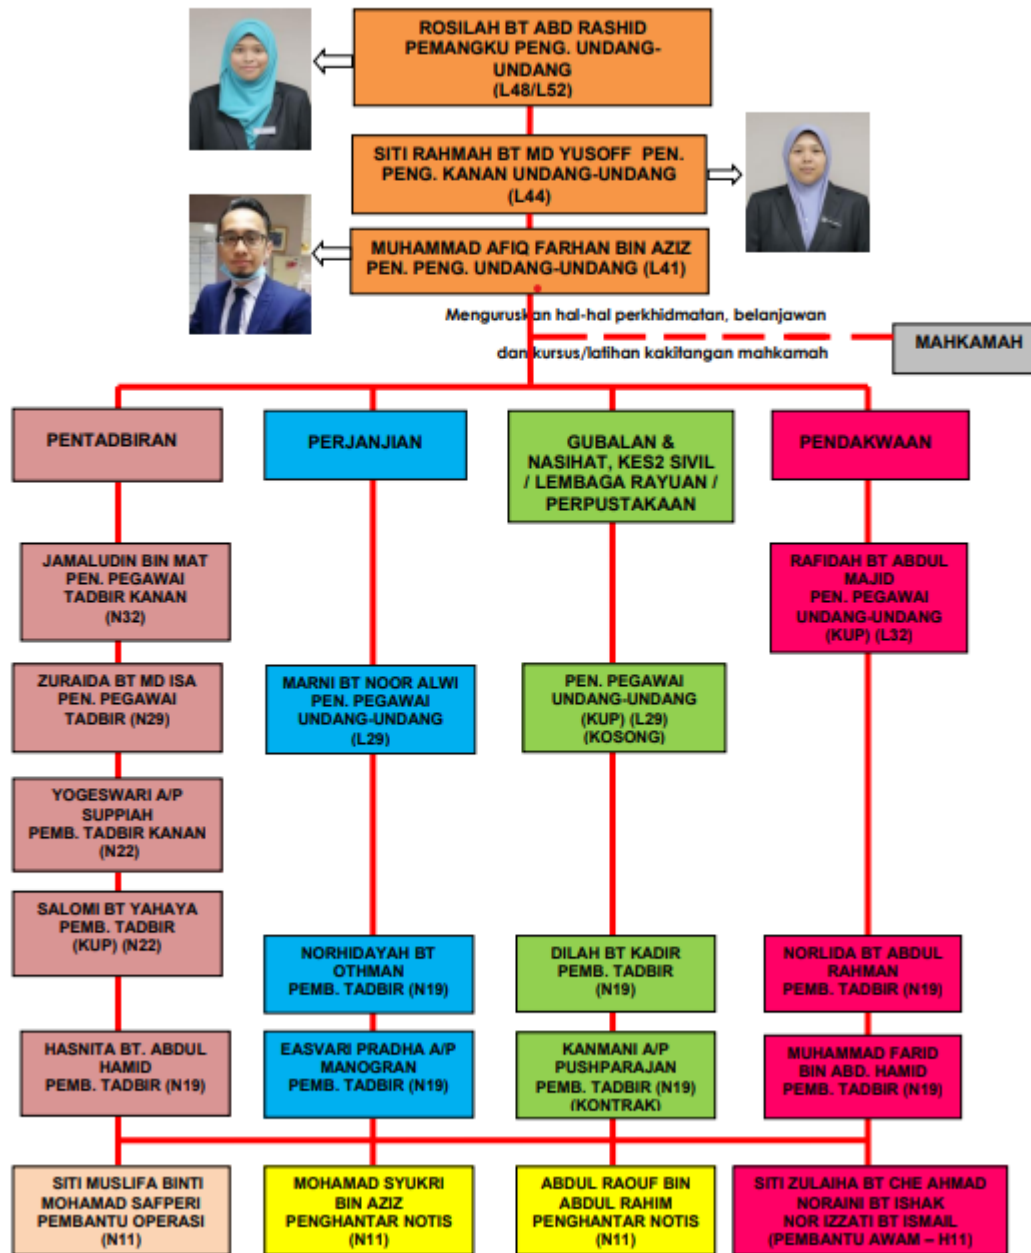 ROSILAH BT ABD RASHID
PEMANGKU PENG. UNDANG-
UNDANG
(L48/L52)
SITI RAHMAH BT MD YUSOFF PEN.
PENG. KANAN UNDANG-UNDANG
(L44)
MUHAMMAD AFIQ FARHAN BIN AZIZ
PEN. PENG. UNDANG-UNDANG (L41)
Menguruskan hal-hal perkhidmatan, belanjawan
dan kursus/latihan kakitangan mahkamah
MAHKAMAH
PENTADBIRAN
JAMALUDIN BIN MAT
PEN. PEGAWAI
TADBIR KANAN
(N32)
ZURAIDA BT MD ISA
PEN. PEGAWAI
TADBIR (N29)
YOGESWARI A/P
SUPPIAH
PEMB. TADBIR KANAN
(N22)
SALOMI BT YAHAYA
PEMB. TADBIR
(KUP) (N22)
HASNITA BT. ABDUL
HAMID
PEMB. TADBIR (N19)
PERJANJIAN
MARNI BT NOOR ALWI
PEN. PEGAWAI
UNDANG-UNDANG
(L29)
NORHIDAYAH BT
OTHMAN
PEMB. TADBIR (N19)
EASVARI PRADHA A/P
MANOGRAN
PEMB. TADBIR (N19)
GUBALAN &
NASIHAT, KES2 SIVIL
/ LEMBAGA RAYUAN /
PERPUSTAKAAN
PEN. PEGAWAI
UNDANG-UNDANG
(KUP) (L29)
(KOSONG)
DILAH BT KADIR
PEMB. TADBIR
(N19)
KANMANI A/P
PUSHPARAJAN
PEMB. TADBIR (N19)
(KONTRAK)
PENDAKWAAN
RAFIDAH BT ABDUL
MAJID
PEN. PEGAWAI
UNDANG-UNDANG
(KUP) (L32)
NORLIDA BT ABDUL
RAHMAN
PEMB. TADBIR (N19)
MUHAMMAD FARID
BIN ABD. HAMID
PEMB. TADBIR (N19)
SITI MUSLIFA BINTI
MOHAMAD SAFPERI
PEMBANTU OPERASI
(N11)
MOHAMAD SYUKRI
BIN AZIZ
PENGHANTAR NOTIS
(N11)
ABDUL RAOUF BIN
ABDUL RAHIM
PENGHANTAR NOTIS
(N11)
SITI ZULAIHA BT CHE AHMAD
NORAINI BT ISHAK
NOR IZZATI BT ISMAIL
(PEMBANTU AWAM – H11)